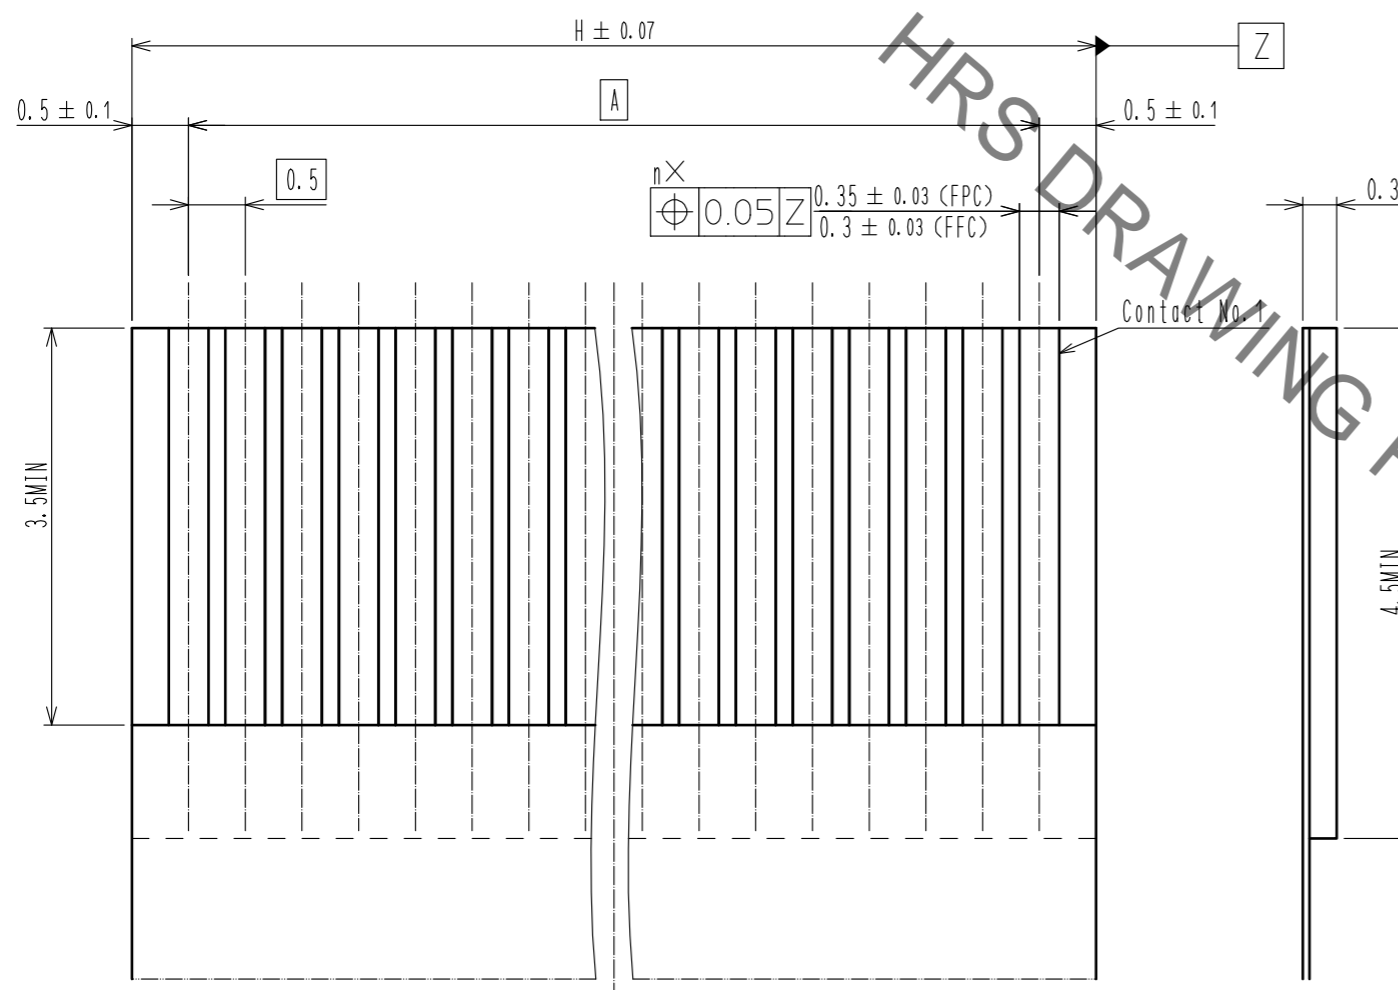 H ± 0.07
Z
0.5 ± 0.1
A
0.5 ± 0.1
0.5
nX
⌖ 0.05 Z
0.35 ± 0.03 (FPC)
0.3 ± 0.03 (FFC)
0.3
Contact No.1
3.5MIN
4.5MIN
HRS DRAWING